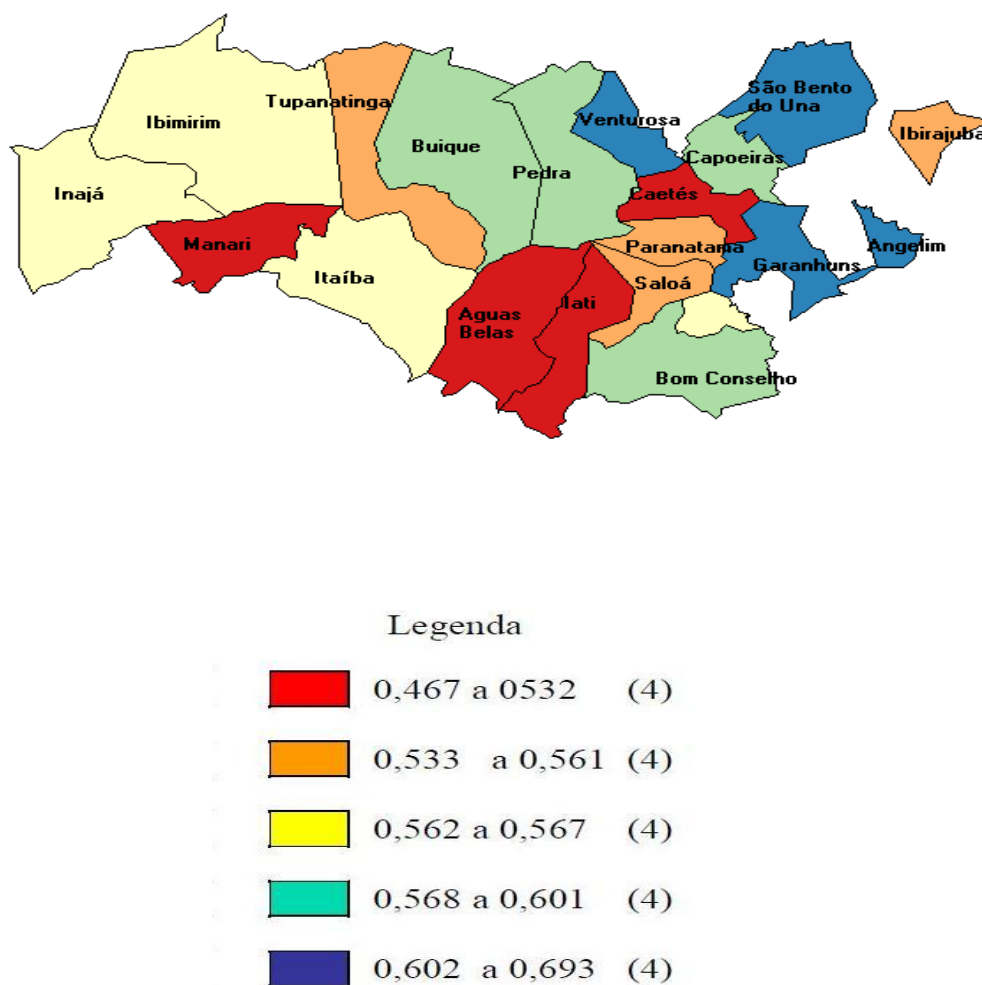 São Bento
do Una
Tupanatinga
Ibimirim
Venturosa
Ibirajuba
Buique
Capoeiras
Pedra
Inajá
Caetés
Manari
Paranatama
Angelim
Garanhuns
Itaíba
Saloá
Iati
Aguas
Belas
Bom Conselho
Legenda
0,467 a 0532 (4)
0,533 a 0,561 (4)
0,562 a 0,567 (4)
0,568 a 0,601 (4)
0,602 a 0,693 (4)